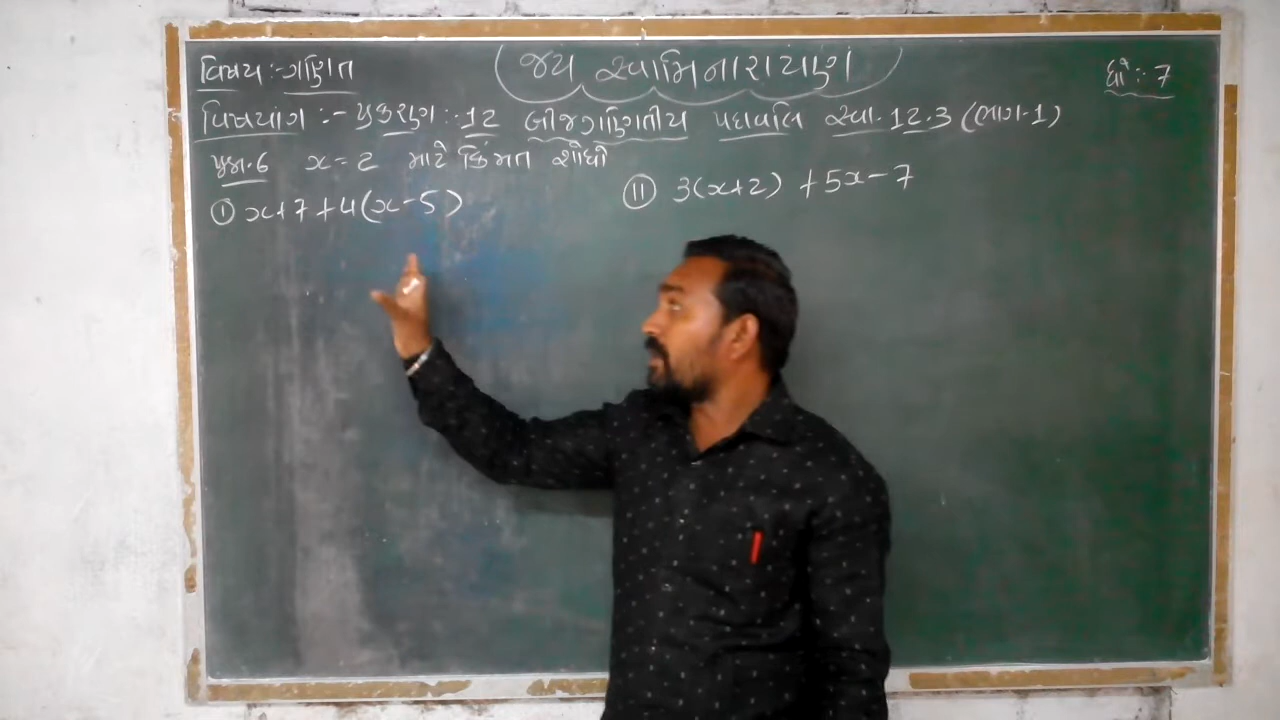 જય સ્વામિનારાયણ
વિષય :- ગણિત
ધો :- 7
વિષયાંગ :- પ્રકરણ :- 12 બીજગણિતીય પદાવલિ સ્વા. 12.3 (ભાગ-1)
પ્રશ્ન.6 x = 2 માટે કિંમત શોધો
① x+7+4(x-5)
⑪ 3(x+2) +5x-7